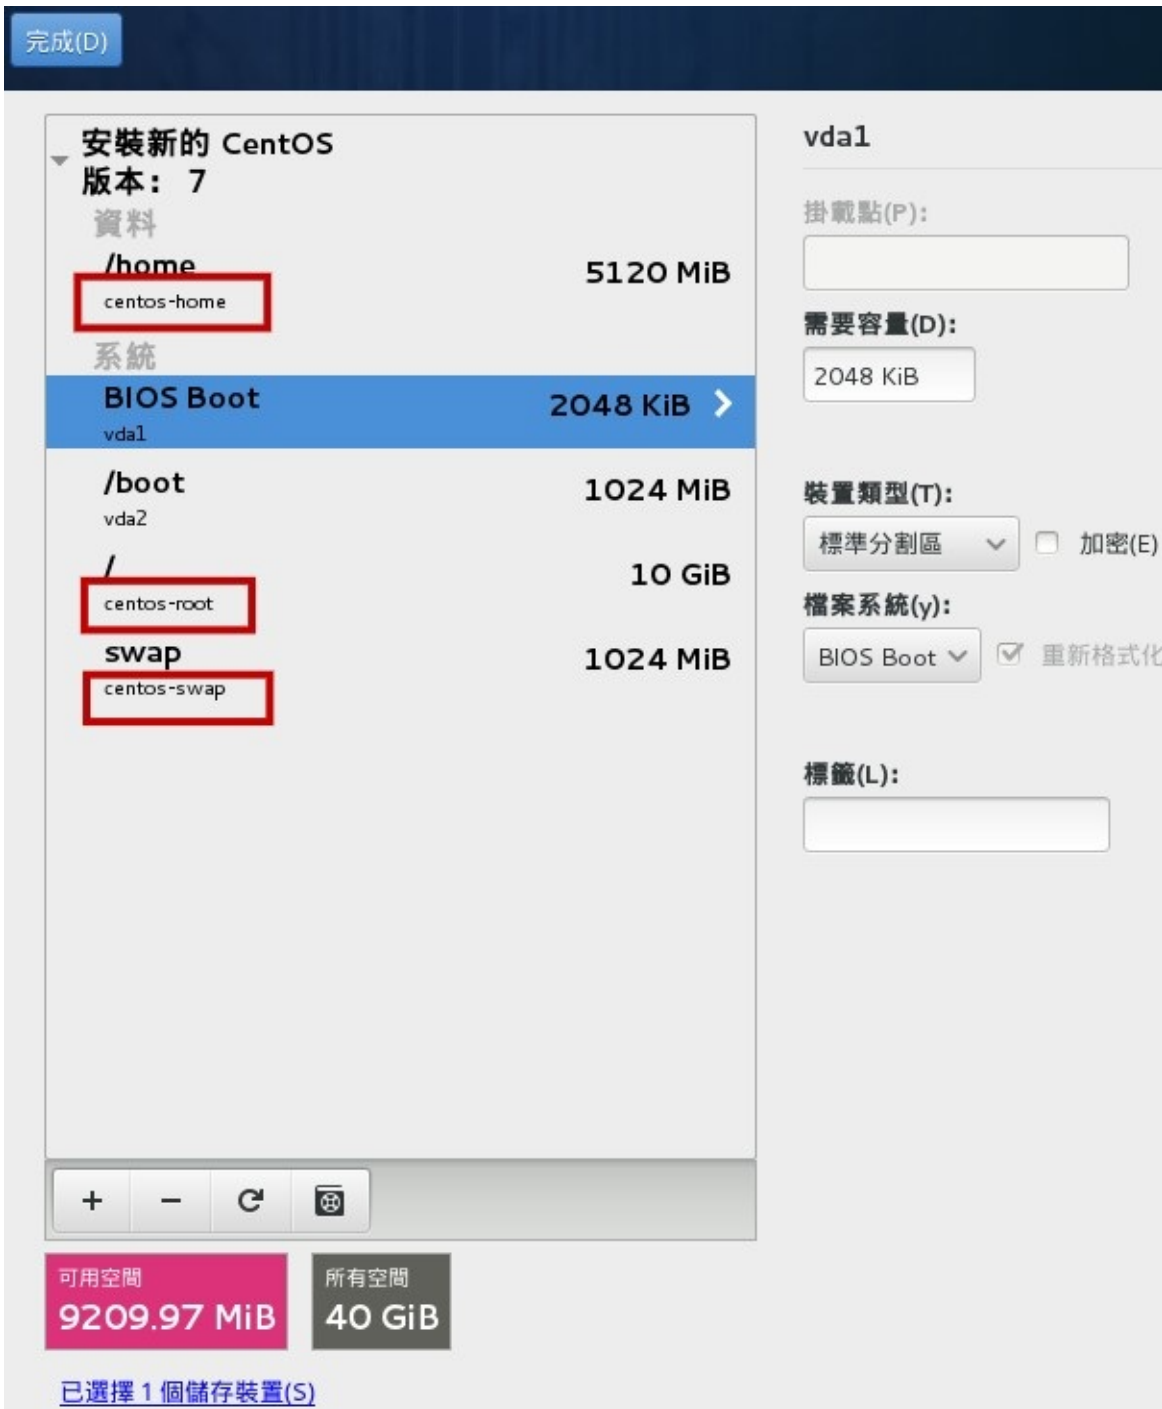 完成(D)
安裝新的 CentOS
版本： 7
資料
/home
5120 MiB
centos-home
系統
BIOS Boot
2048 KiB
vda1
/boot
1024 MiB
vda2
/
10 GiB
centos-root
swap
1024 MiB
centos-swap
可用空間
9209.97 MiB
所有空間
40 GiB
已選擇 1 個儲存裝置(S)
vda1
掛載點(P):
需要容量(D):
2048 KiB
裝置類型(T):
標準分割區
加密(E)
檔案系統(y):
BIOS Boot
重新格式化
標籤(L):